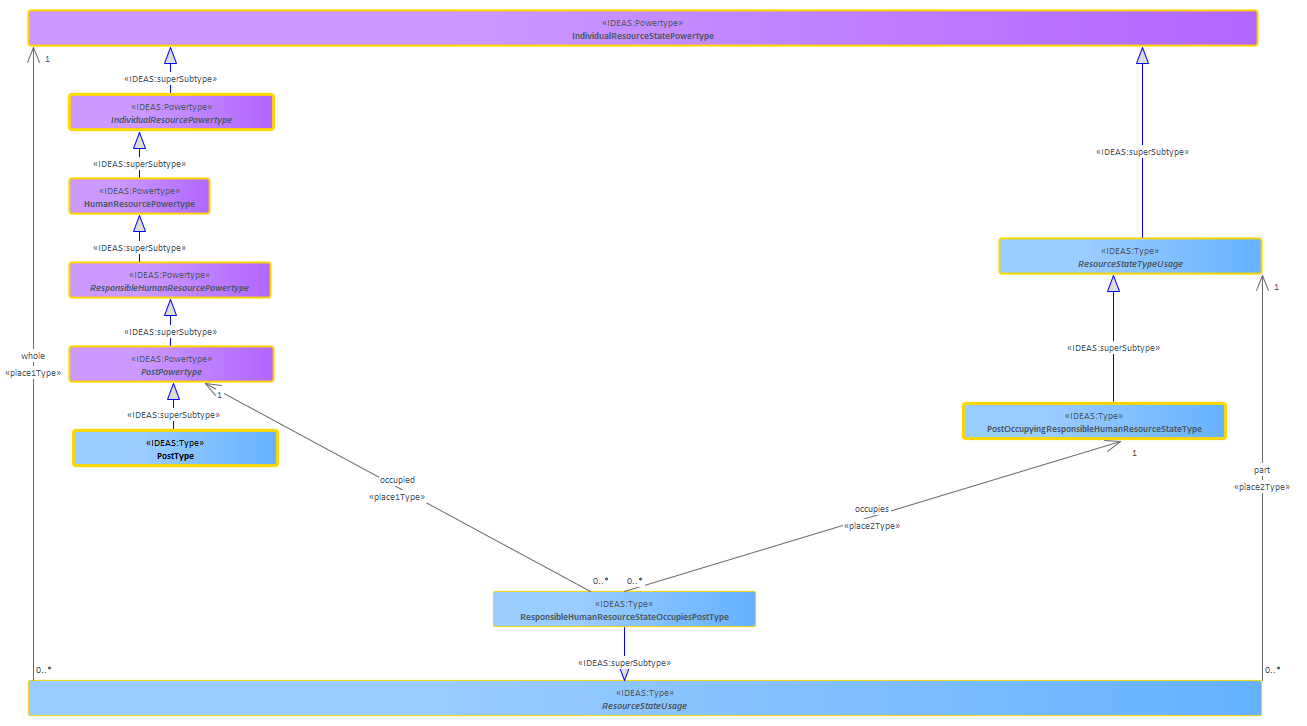 «IDEAS:Powertype»
IndividualResourceStatePowertype
1
«IDEAS:superSubtype»
«IDEAS:Powertype»
IndividualResourcePowertype
«IDEAS:superSubtype»
«IDEAS:superSubtype»
«IDEAS:Powertype»
HumanResourcePowertype
«IDEAS:superSubtype»
«IDEAS:Type»
ResourceStateTypeUsage
«IDEAS:Powertype»
ResponsibleHumanResourcePowertype
1
«IDEAS:superSubtype»
«IDEAS:superSubtype»
whole
«place1Type»
«IDEAS:Powertype»
PostPowertype
1
«IDEAS:superSubtype»
«IDEAS:Type»
PostOccupyingResponsibleHumanResourceStateType
«IDEAS:Type»
PostType
1
part
«place2Type»
occupied
«place1Type»
occupies
«place2Type»
0..*
0..*
«IDEAS:Type»
ResponsibleHumanResourceStateOccupiesPostType
«IDEAS:superSubtype»
0..*
0..*
«IDEAS:Type»
ResourceStateUsage